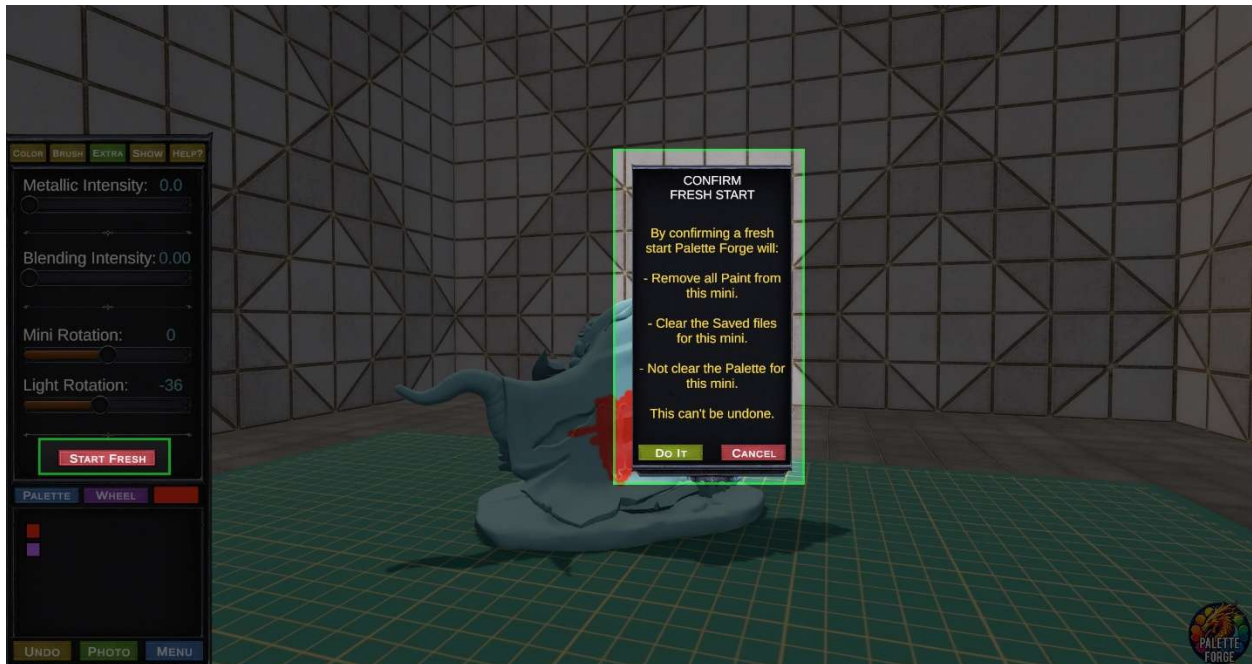 COLOR BRUSH EXTRA SHOW HELP?
Metallic Intensity: 0.0
Blending Intensity: 0.00
Mini Rotation: 0
Light Rotation: -36
START FRESH
PALETTE WHEEL
UNDO PHOTO MENU
CONFIRM
FRESH START
By confirming a fresh
start Palette Forge will:
- Remove all Paint from
this mini.
- Clear the Saved files
for this mini.
- Not clear the Palette for
this mini.
This can't be undone.
DO IT CANCEL
PALETTE
FORGE